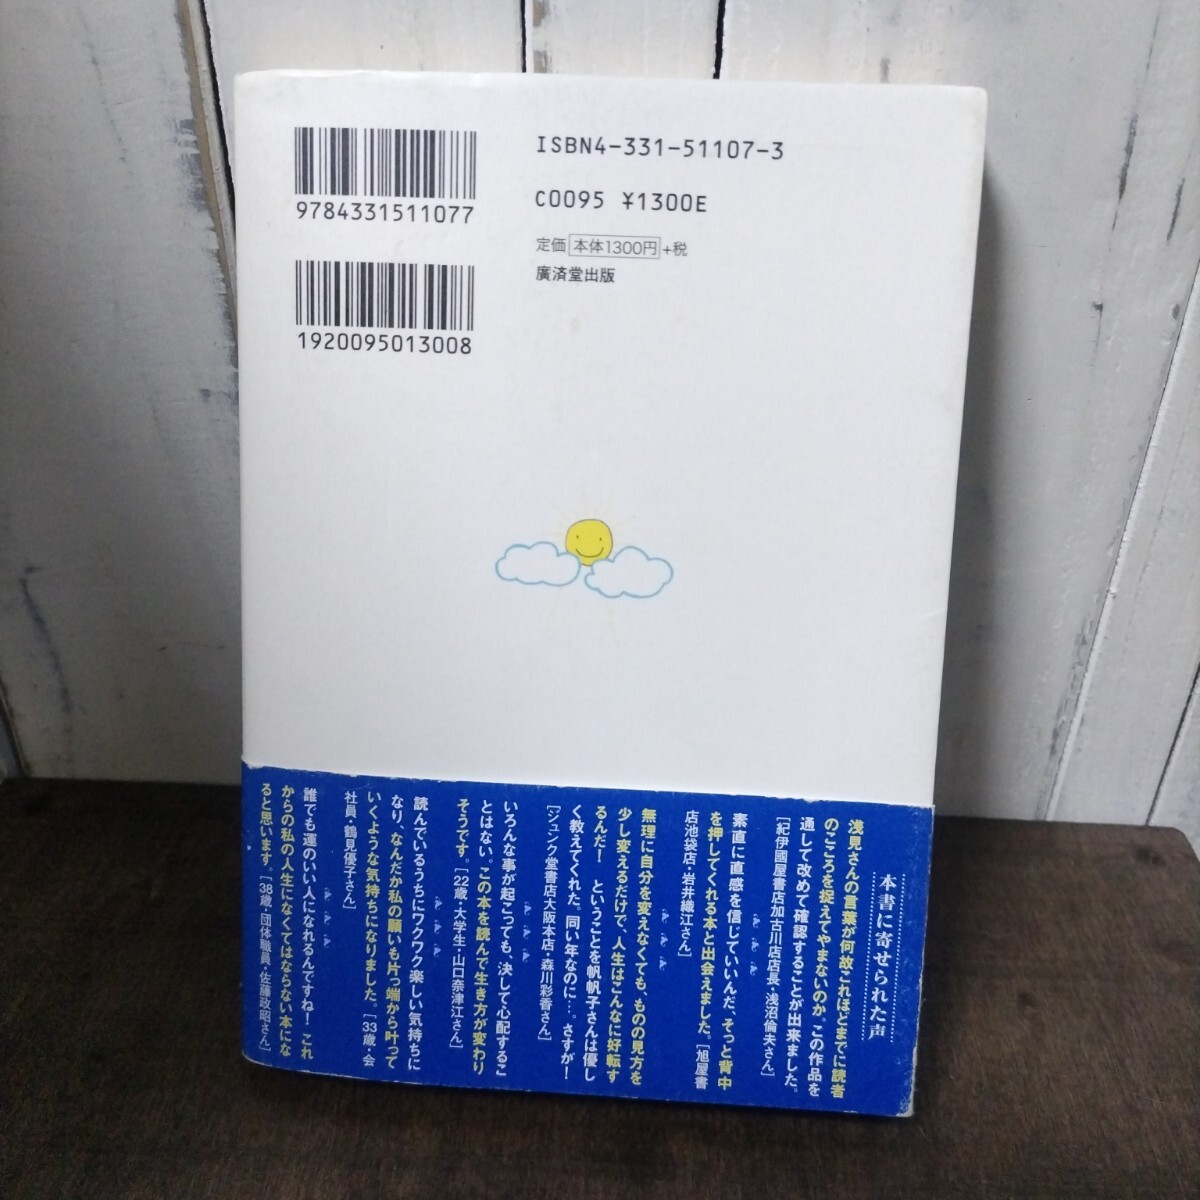 9784331511077
1920095013008
ISBN4-331-51107-3
C0095 ¥1300E
定価 本体1300円 +税
廣済堂出版
本書に寄せられた声
浅見さんの言葉が何故これほどまでに読者
のこころを捉えてやまないのか。この作品を
通して改めて確認することが出来ました。
[紀伊國屋書店加古川店店長・浅沼倫夫さん]
素直に直感を信じていいんだ、そっと背中
を押してくれる本と出会えました。[旭屋書
店池袋店・岩井織江さん]
無理に自分を変えなくても、ものの見方を
少し変えるだけで、人生はこんなに好転す
るんだ! ということを帆帆子さんは優し
く教えてくれた。同い年なのに…。さすが!
[ジュンク堂書店大阪本店・森川彩香さん]
いろんな事が起こっても、決して心配するこ
とはない。この本を読んで生き方が変わり
そうです。[22歳・大学生・山口奈津江さん]
読んでいるうちにワクワク楽しい気持ちに
なり、なんだか私の願いも片っ端から叶って
いくような気持ちになりました。[33歳・会
社員・鶴見優子さん]
誰でも運のいい人になれるんですね! これ
からの私の人生になくてはならない本にな
ると思います。[38歳・団体職員・佐藤政昭さん]